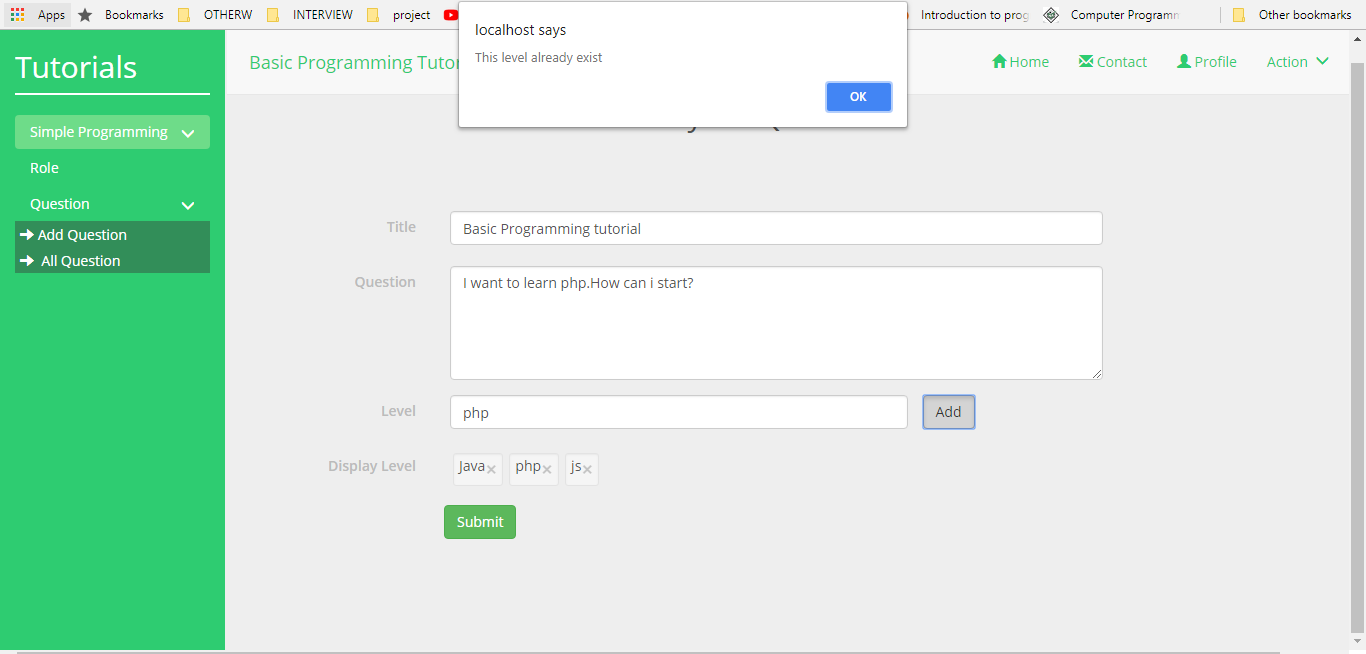 Apps Bookmarks OTHERW INTERVIEW project Introduction to prog Computer Programm Other bookmarks
localhost says
This level already exist
OK
Tutorials
Basic Programming Tutor
Home Contact Profile Action
Simple Programming
Role
Question
Add Question
All Question
Title Basic Programming tutorial
Question I want to learn php.How can i start?
Level php Add
Display Level Java× php× js×
Submit